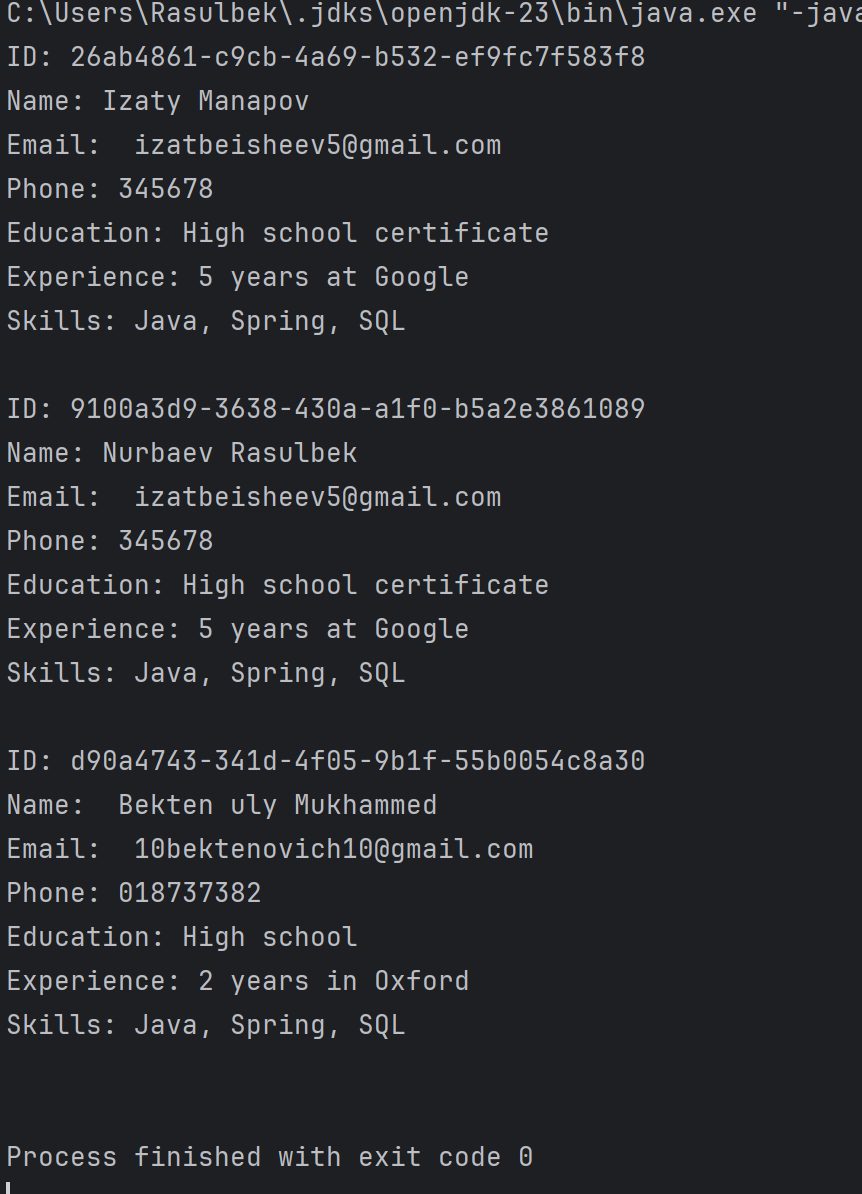 C:\Users\Rasulbek\.jdks\openjdk-23\bin\java.exe "-java
ID: 26ab4861-c9cb-4a69-b532-ef9fc7f583f8
Name: Izaty Manapov
Email:  izatbeisheev5@gmail.com
Phone: 345678
Education: High school certificate
Experience: 5 years at Google
Skills: Java, Spring, SQL
ID: 9100a3d9-3638-430a-a1f0-b5a2e3861089
Name: Nurbaev Rasulbek
Email:  izatbeisheev5@gmail.com
Phone: 345678
Education: High school certificate
Experience: 5 years at Google
Skills: Java, Spring, SQL
ID: d90a4743-341d-4f05-9b1f-55b0054c8a30
Name:  Bekten uly Mukhammed
Email:  10bektenovich10@gmail.com
Phone: 018737382
Education: High school
Experience: 2 years in Oxford
Skills: Java, Spring, SQL
Process finished with exit code 0